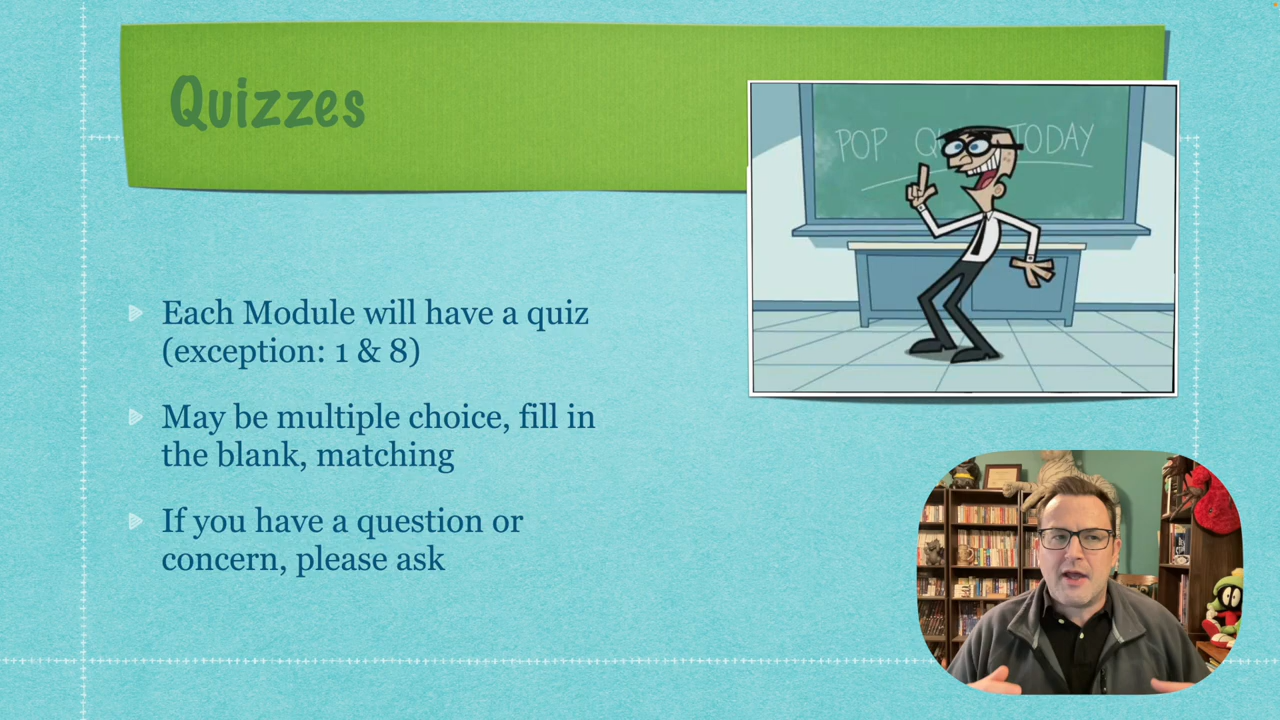 Quizzes
POP QU TODAY
Each Module will have a quiz
(exception: 1 & 8)
May be multiple choice, fill in
the blank, matching
If you have a question or
concern, please ask